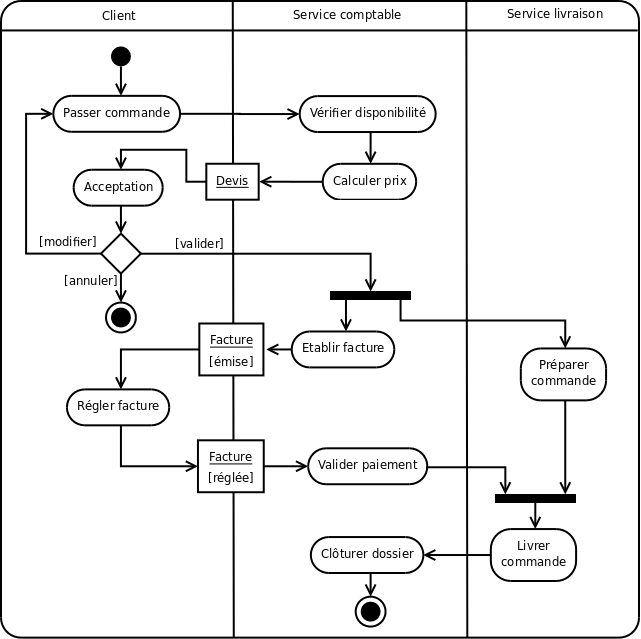 Client
Service comptable
Service livraison
Passer commande
Vérifier disponibilité
Acceptation
Devis
Calculer prix
[modifier]
[valider]
[annuler]
Facture
[émise]
Etablir facture
Préparer
commande
Régler facture
Facture
[réglée]
Valider paiement
Clôturer dossier
Livrer
commande